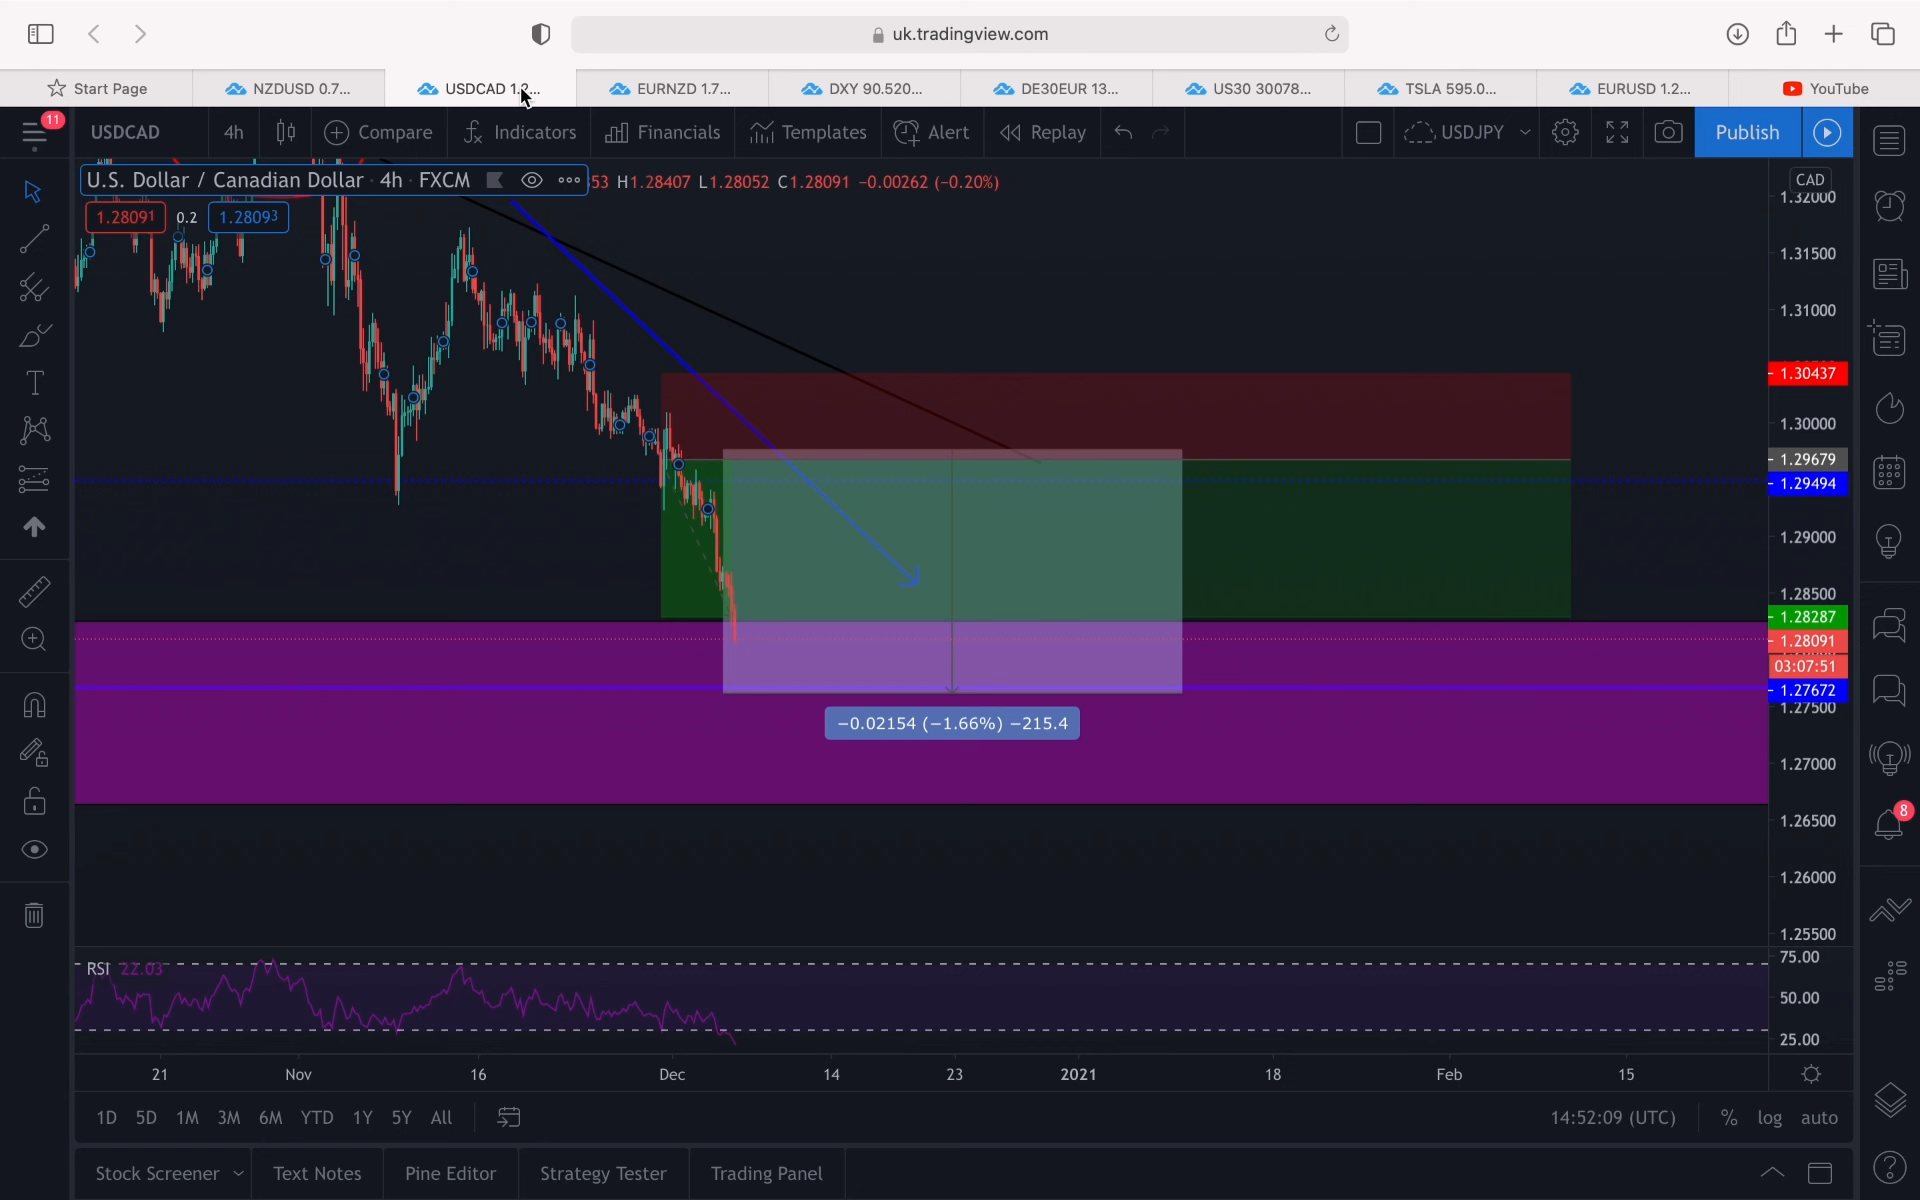 uk.tradingview.com
Start Page
NZDUSD 0.7...
USDCAD 1.2...
EURNZD 1.7...
DXY 90.520...
DE30EUR 13...
US30 30078...
TSLA 595.0...
EURUSD 1.2...
YouTube
11
USDCAD
4h
Compare
Indicators
Financials
Templates
Alert
Replay
USDJPY
Publish
U.S. Dollar / Canadian Dollar · 4h · FXCM
53 H1.28407 L1.28052 C1.28091 −0.00262 (−0.20%)
1.28091 0.2 1.28093
CAD
1.32000
1.31500
1.31000
1.30437
1.30000
1.29679
1.29494
1.29000
1.28500
1.28287
1.28091
03:07:51
1.27672
1.27500
−0.02154 (−1.66%) −215.4
1.27000
8
1.26500
1.26000
1.25500
RSI 22.03
75.00
50.00
25.00
21 Nov 16 Dec 14 23 2021 18 Feb 15
1D 5D 1M 3M 6M YTD 1Y 5Y All
14:52:09 (UTC) % log auto
Stock Screener Text Notes Pine Editor Strategy Tester Trading Panel